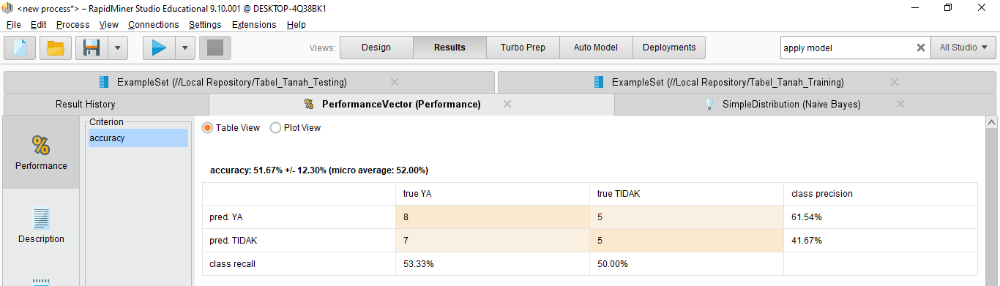 <new process*> – RapidMiner Studio Educational 9.10.001 @ DESKTOP-4Q38BK1
File Edit Process View Connections Settings Extensions Help
Views: Design Results Turbo Prep Auto Model Deployments apply model All Studio
ExampleSet (//Local Repository/Tabel_Tanah_Testing) ExampleSet (//Local Repository/Tabel_Tanah_Training)
Result History % PerformanceVector (Performance) SimpleDistribution (Naive Bayes)
Criterion
accuracy
Table View Plot View
%
Performance
accuracy: 51.67% +/- 12.30% (micro average: 52.00%)
true YA true TIDAK class precision
pred. YA 8 5 61.54%
pred. TIDAK 7 5 41.67%
class recall 53.33% 50.00%
Description